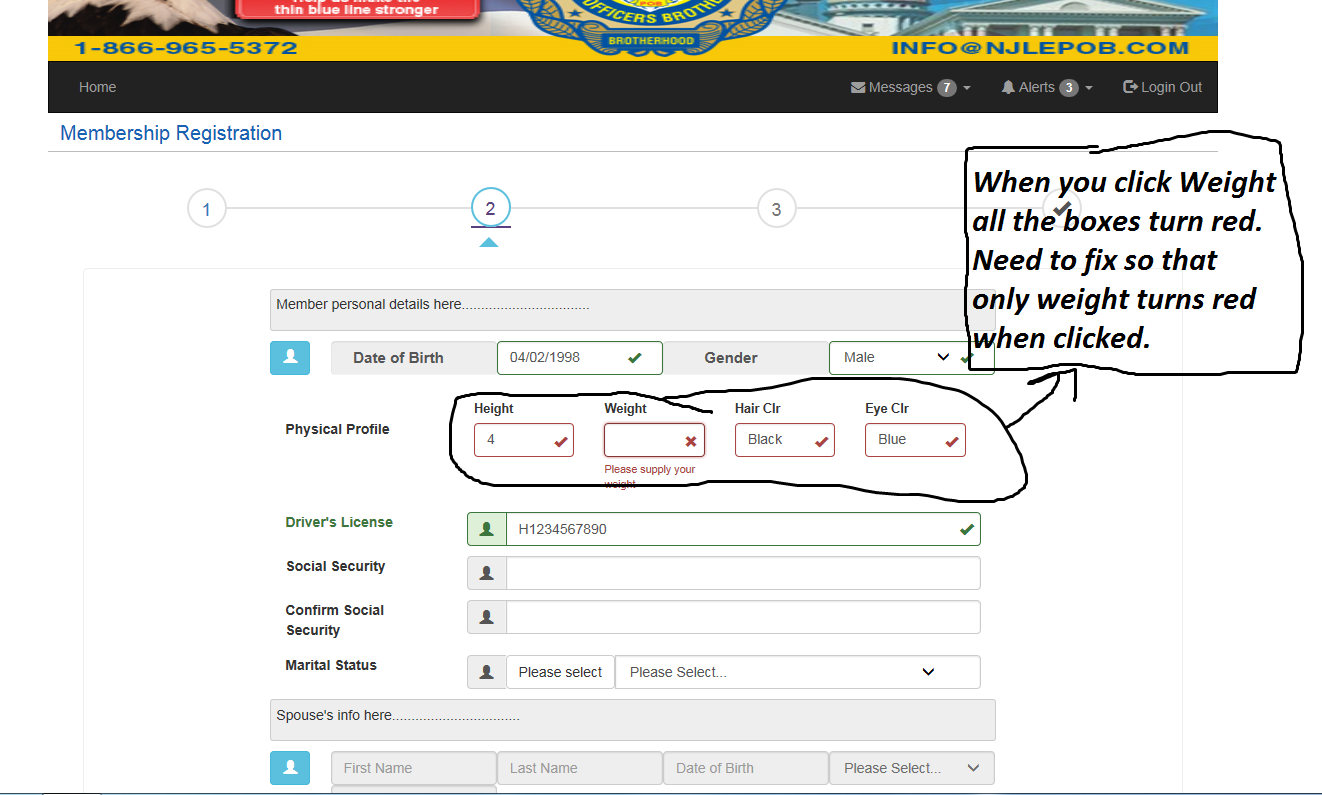 thin blue line stronger
OFFICERS BROTHERHOOD
BROTHERHOOD
1-866-965-5372
INFO@NJLEPOB.COM
Home
Messages 7
Alerts 3
Login Out
Membership Registration
1
2
3
When you click Weight
all the boxes turn red.
Need to fix so that
only weight turns red
when clicked.
Member personal details here.................................
Date of Birth
04/02/1998
Gender
Male
Height
Weight
Hair Clr
Eye Clr
Physical Profile
4
Black
Blue
Please supply your
weight
Driver's License
H1234567890
Social Security
Confirm Social
Security
Marital Status
Please select
Please Select...
Spouse's info here.................................
First Name
Last Name
Date of Birth
Please Select...